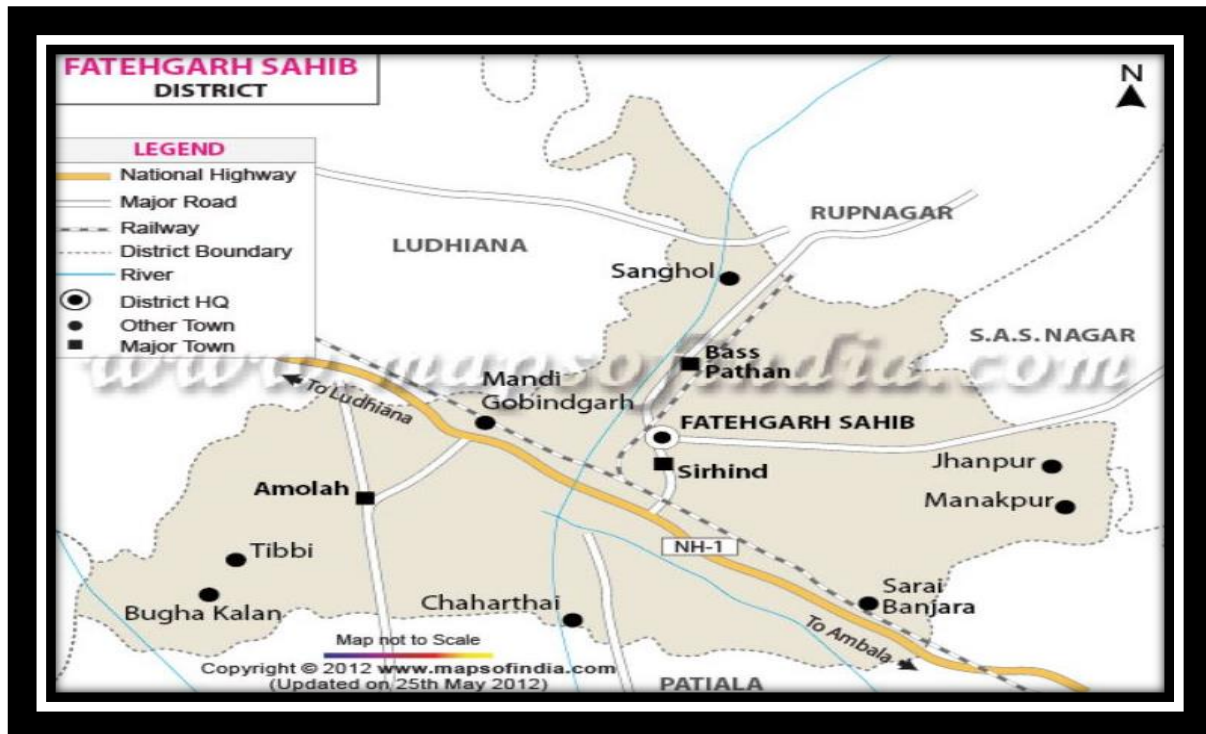 FATEHGARH SAHIB
DISTRICT
N
LEGEND
National Highway
Major Road
Railway
District Boundary
River
District HQ
Other Town
Major Town
RUPNAGAR
LUDHIANA
Sanghol
S.A.S. NAGAR
www.mapsofindia.com
Bass
Pathan
To Ludhiana
Mandi
Gobindgarh
FATEHGARH SAHIB
Jhanpur
Sirhind
Amolah
Manakpur
NH-1
Tibbi
Sarai
Banjara
Bugha Kalan
Chaharthai
To Ambala
Map not to Scale
Copyright © 2012 www.mapsofindia.com
(Updated on 25th May 2012)
PATIALA